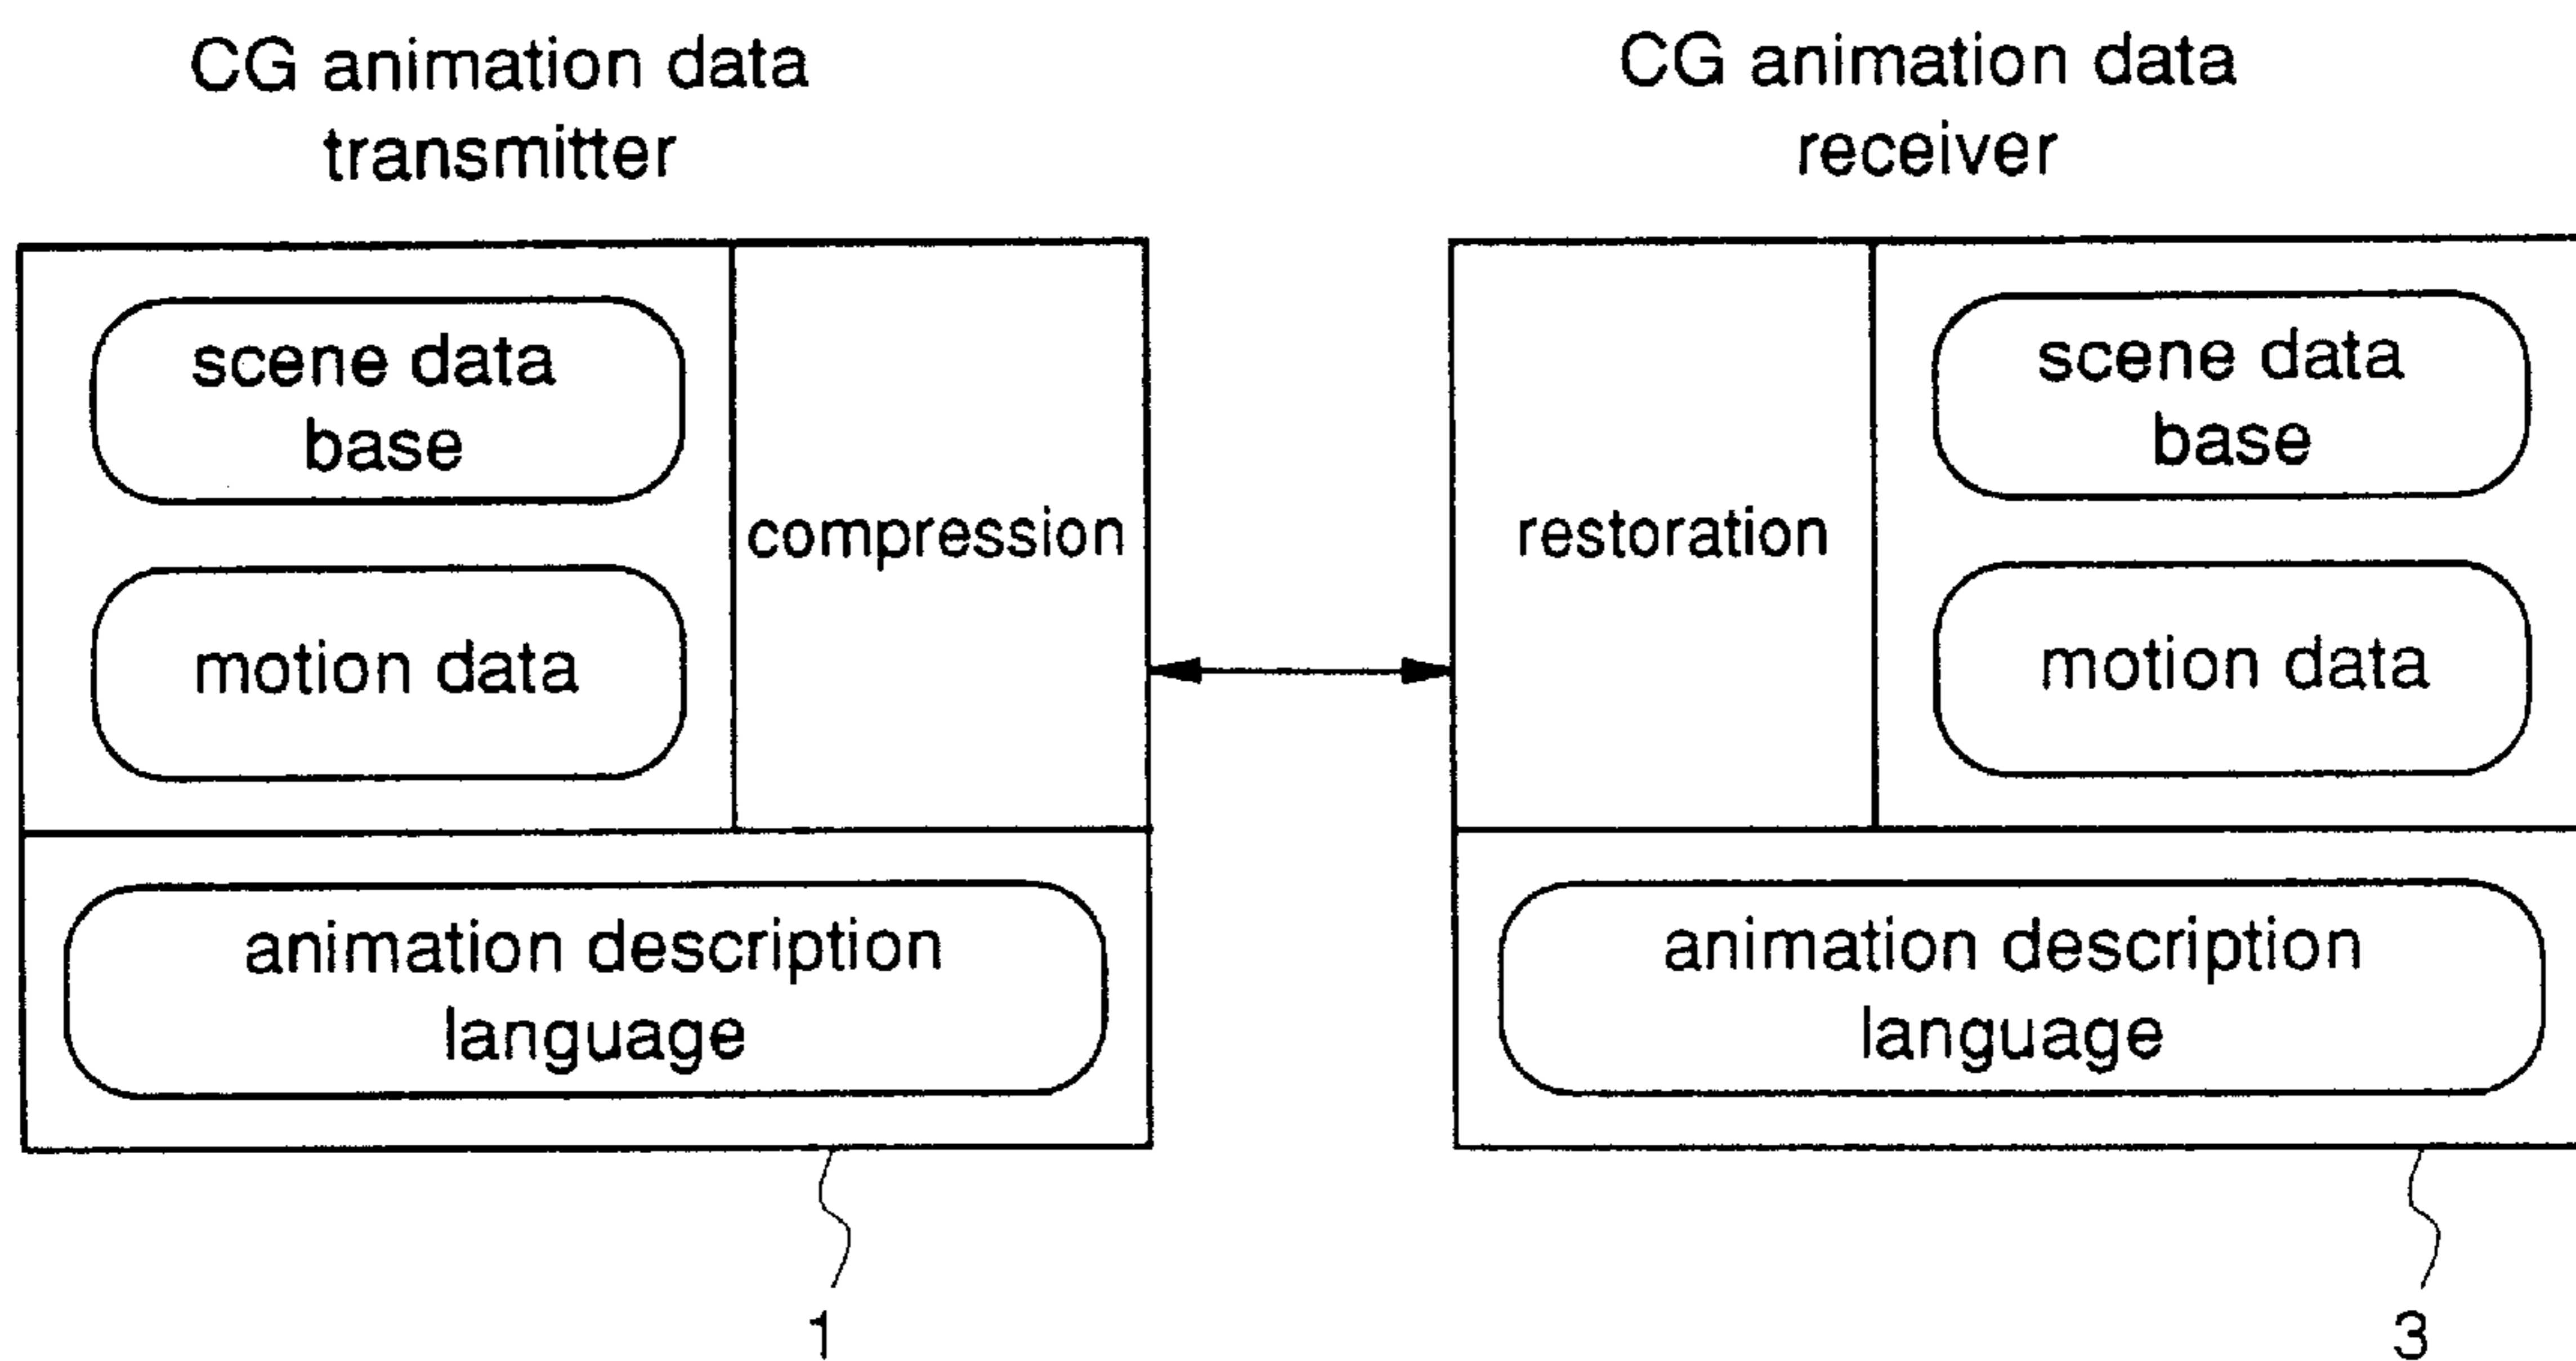 CG animation data
transmitter
scene data
base
motion data
compression
animation description
language
1
CG animation data
receiver
restoration
scene data
base
motion data
animation description
language
3